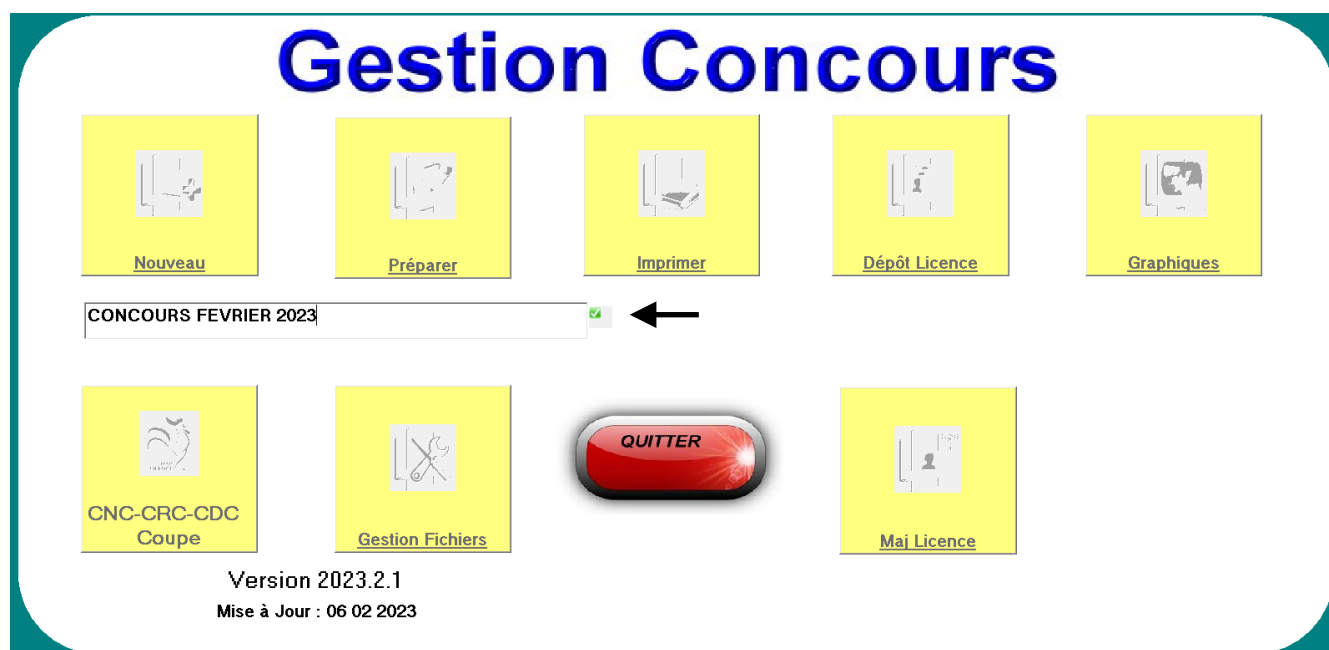 Gestion Concours
Nouveau
Préparer
Imprimer
Dépôt Licence
Graphiques
CONCOURS FEVRIER 2023
QUITTER
CNC-CRC-CDC
Coupe
Gestion Fichiers
Maj Licence
Version 2023.2.1
Mise à Jour : 06 02 2023